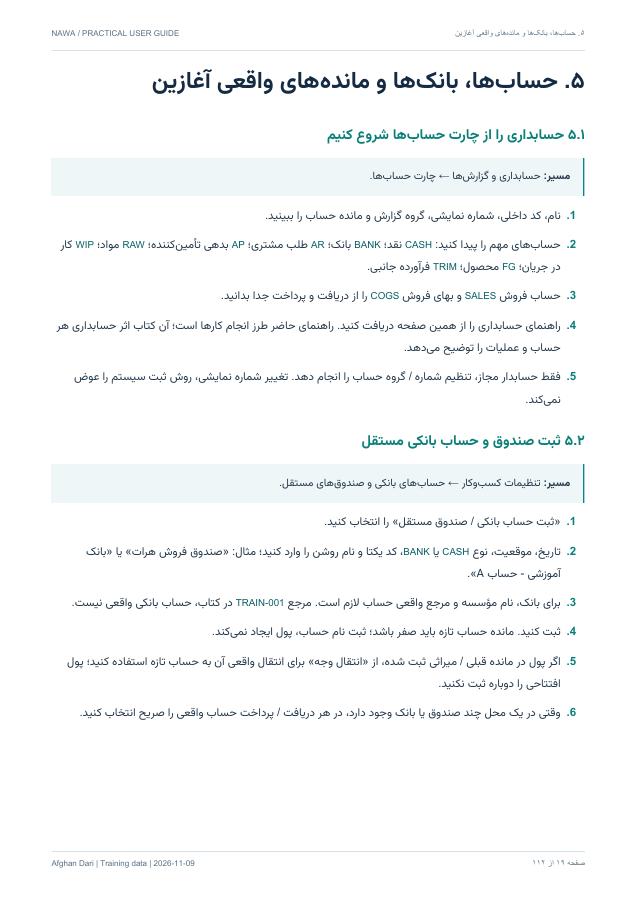 NAWA / PRACTICAL USER GUIDE
۵. حساب‌ها، بانک‌ها و مانده‌های واقعی آغازین
۵. حساب‌ها، بانک‌ها و مانده‌های واقعی آغازین
۵.۱ حسابداری را از چارت حساب‌ها شروع کنیم
مسیر: حسابداری و گزارش‌ها ← چارت حساب‌ها.
1. نام، کد داخلی، شماره نمایشی، گروه گزارش و مانده حساب را ببینید.
2. حساب‌های مهم را پیدا کنید: CASH نقد؛ BANK بانک؛ AR طلب مشتری؛ AP بدهی تأمین‌کننده؛ RAW مواد؛ WIP کار
در جریان؛ FG محصول؛ TRIM فرآورده جانبی.
3. حساب فروش SALES و بهای فروش COGS را از دریافت و پرداخت جدا بدانید.
4. راهنمای حسابداری را از همین صفحه دریافت کنید. راهنمای حاضر طرز انجام کارها است؛ آن کتاب اثر حسابداری هر
حساب و عملیات را توضیح می‌دهد.
5. فقط حسابدار مجاز، تنظیم شماره / گروه حساب را انجام دهد. تغییر شماره نمایشی، روش ثبت سیستم را عوض
نمی‌کند.
۵.۲ ثبت صندوق و حساب بانکی مستقل
مسیر: تنظیمات کسب‌وکار ← حساب‌های بانکی و صندوق‌های مستقل.
1. «ثبت حساب بانکی / صندوق مستقل» را انتخاب کنید.
2. تاریخ، موقعیت، نوع CASH یا BANK، کد یکتا و نام روشن را وارد کنید؛ مثال: «صندوق فروش هرات» یا «بانک
آموزشی - حساب A».
3. برای بانک، نام مؤسسه و مرجع واقعی حساب لازم است. مرجع TRAIN-001 در کتاب، حساب بانکی واقعی نیست.
4. ثبت کنید. مانده حساب تازه باید صفر باشد؛ ثبت نام حساب، پول ایجاد نمی‌کند.
5. اگر پول در مانده قبلی / میراثی ثبت شده، از «انتقال وجه» برای انتقال واقعی آن به حساب تازه استفاده کنید؛ پول
افتتاحی را دوباره ثبت نکنید.
6. وقتی در یک محل چند صندوق یا بانک وجود دارد، در هر دریافت / پرداخت حساب واقعی را صریح انتخاب کنید.
Afghan Dari | Training data | 2026-11-09
صفحه ۱۹ از ۱۱۲